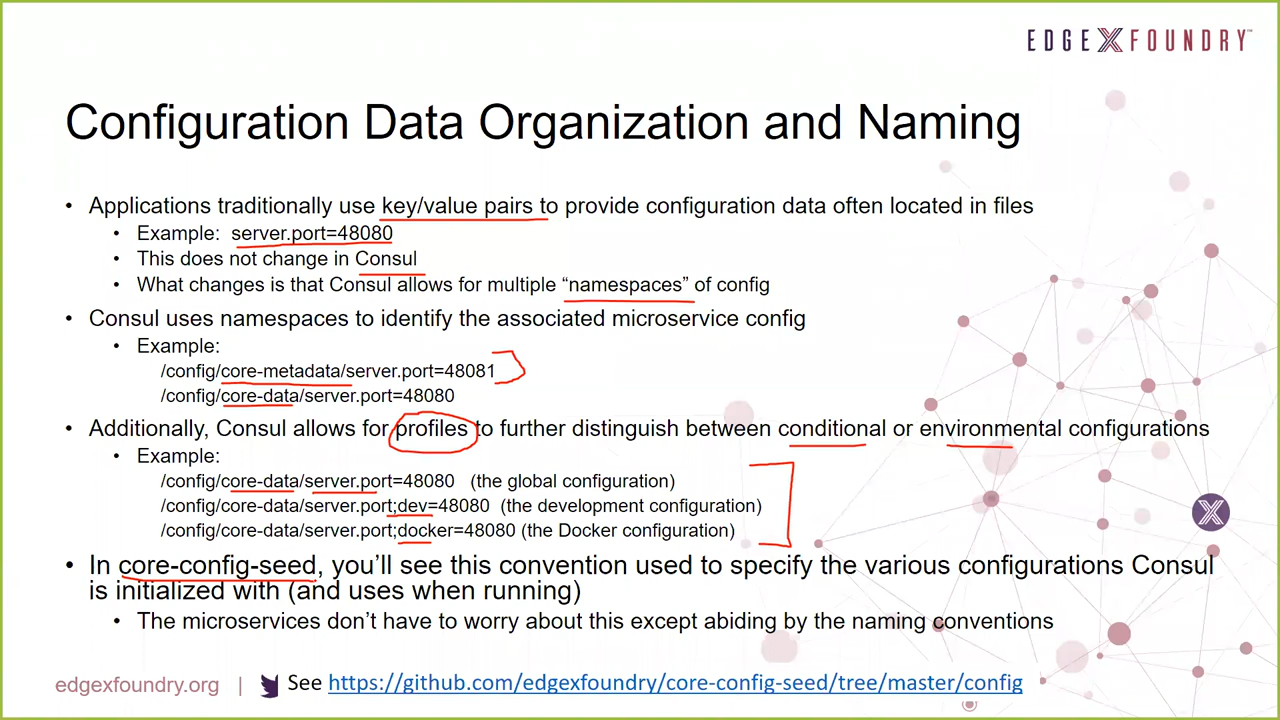 EDGE X FOUNDRY™
Configuration Data Organization and Naming
• Applications traditionally use key/value pairs to provide configuration data often located in files
• Example: server.port=48080
• This does not change in Consul
• What changes is that Consul allows for multiple “namespaces” of config
• Consul uses namespaces to identify the associated microservice config
• Example:
/config/core-metadata/server.port=48081
/config/core-data/server.port=48080
• Additionally, Consul allows for profiles to further distinguish between conditional or environmental configurations
• Example:
/config/core-data/server.port=48080 (the global configuration)
/config/core-data/server.port;dev=48080 (the development configuration)
/config/core-data/server.port;docker=48080 (the Docker configuration)
• In core-config-seed, you’ll see this convention used to specify the various configurations Consul
is initialized with (and uses when running)
• The microservices don’t have to worry about this except abiding by the naming conventions
edgexfoundry.org | See https://github.com/edgexfoundry/core-config-seed/tree/master/config